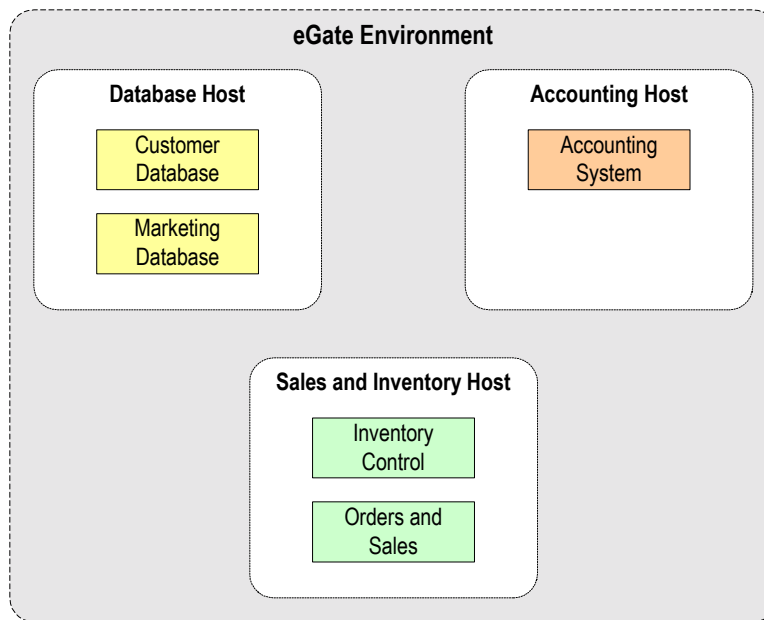 eGate Environment
Database Host
Customer
Database
Marketing
Database
Accounting Host
Accounting
System
Sales and Inventory Host
Inventory
Control
Orders and
Sales